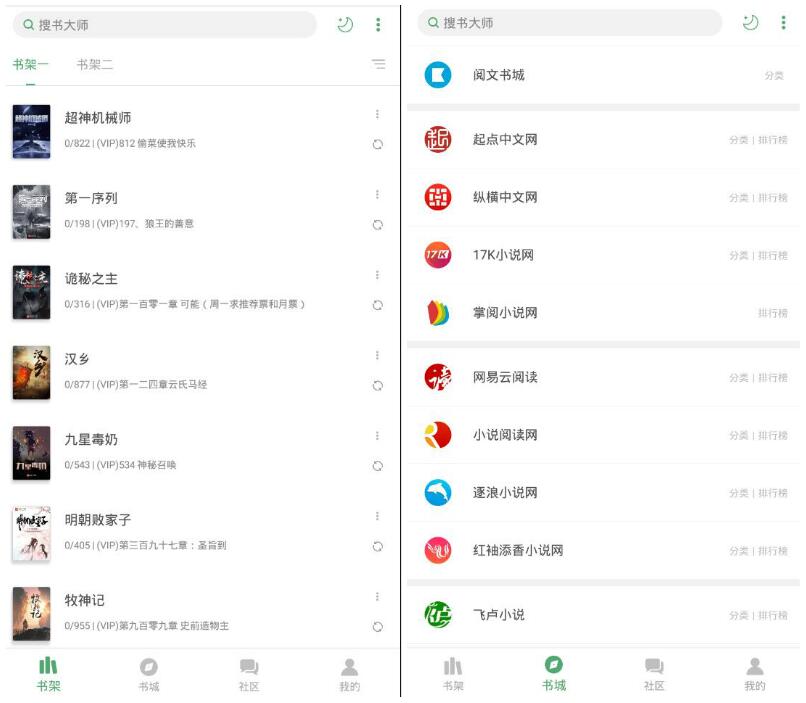 搜书大师
书架一
书架二
超神机械师
0/822 | (VIP)812 偷菜使我快乐
第一序列
0/198 | (VIP)197、狼王的善意
诡秘之主
0/316 | (VIP)第一百零一章 可能（周一求推荐票和月票）
汉乡
0/877 | (VIP)第一二四章云氏马经
九星毒奶
0/543 | (VIP)534 神秘召唤
明朝败家子
0/405 | (VIP)第三百九十七章：圣旨到
牧神记
0/955 | (VIP)第九百零九章 史前造物主
书架
书城
社区
我的
搜书大师
阅文书城
分类
起点中文网
分类 | 排行榜
纵横中文网
分类 | 排行榜
17K
17K小说网
分类 | 排行榜
掌阅小说网
排行榜
网易云阅读
分类 | 排行榜
小说阅读网
分类 | 排行榜
逐浪小说网
分类 | 排行榜
红袖添香小说网
分类 | 排行榜
飞卢小说
分类 | 排行榜
书架
书城
社区
我的